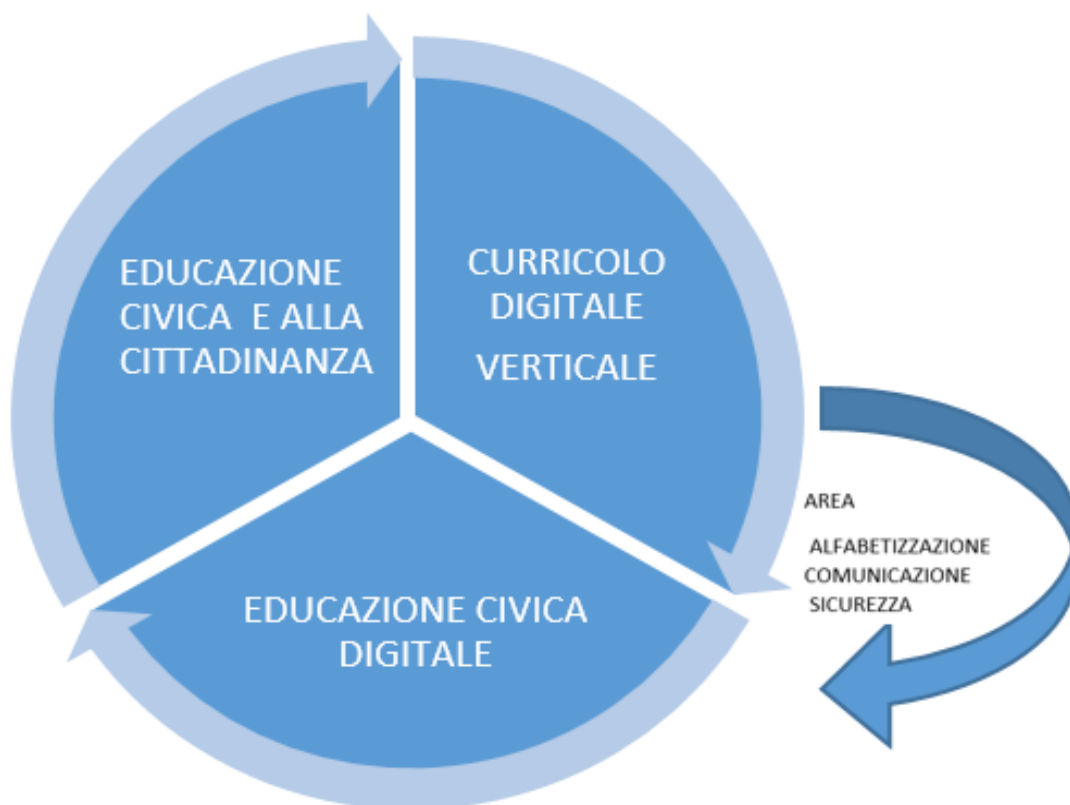 EDUCAZIONE
CIVICA E ALLA
CITTADINANZA
CURRICOLO
DIGITALE
VERTICALE
EDUCAZIONE CIVICA
DIGITALE
AREA
ALFABETIZZAZIONE
COMUNICAZIONE
SICUREZZA